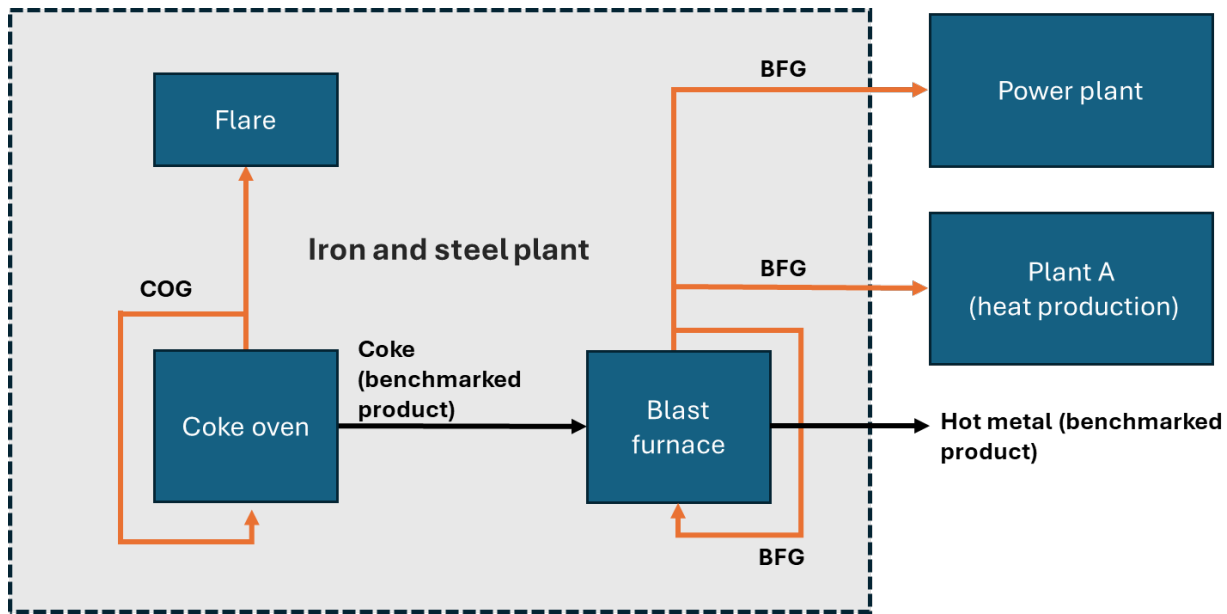 BFG
Power plant
Flare
Iron and steel plant
BFG
Plant A
(heat production)
COG
Coke
(benchmarked
product)
Coke oven
Blast
furnace
Hot metal (benchmarked
product)
BFG